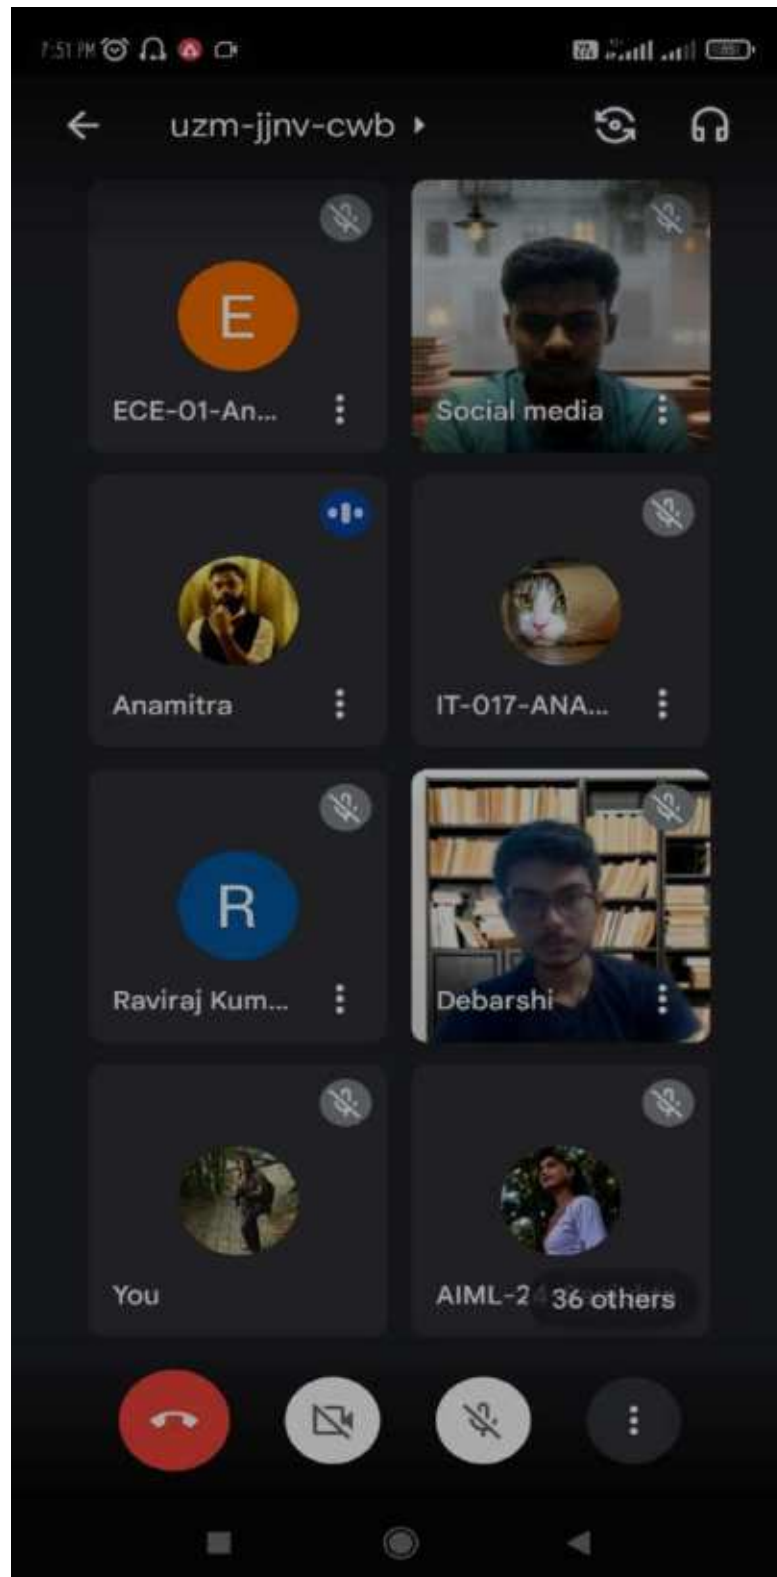 7:51 PM
uzm-jjnv-cwb
E
ECE-01-An...
Social media
Anamitra
IT-017-ANA...
R
Raviraj Kum...
Debarshi
You
AIML-2
36 others